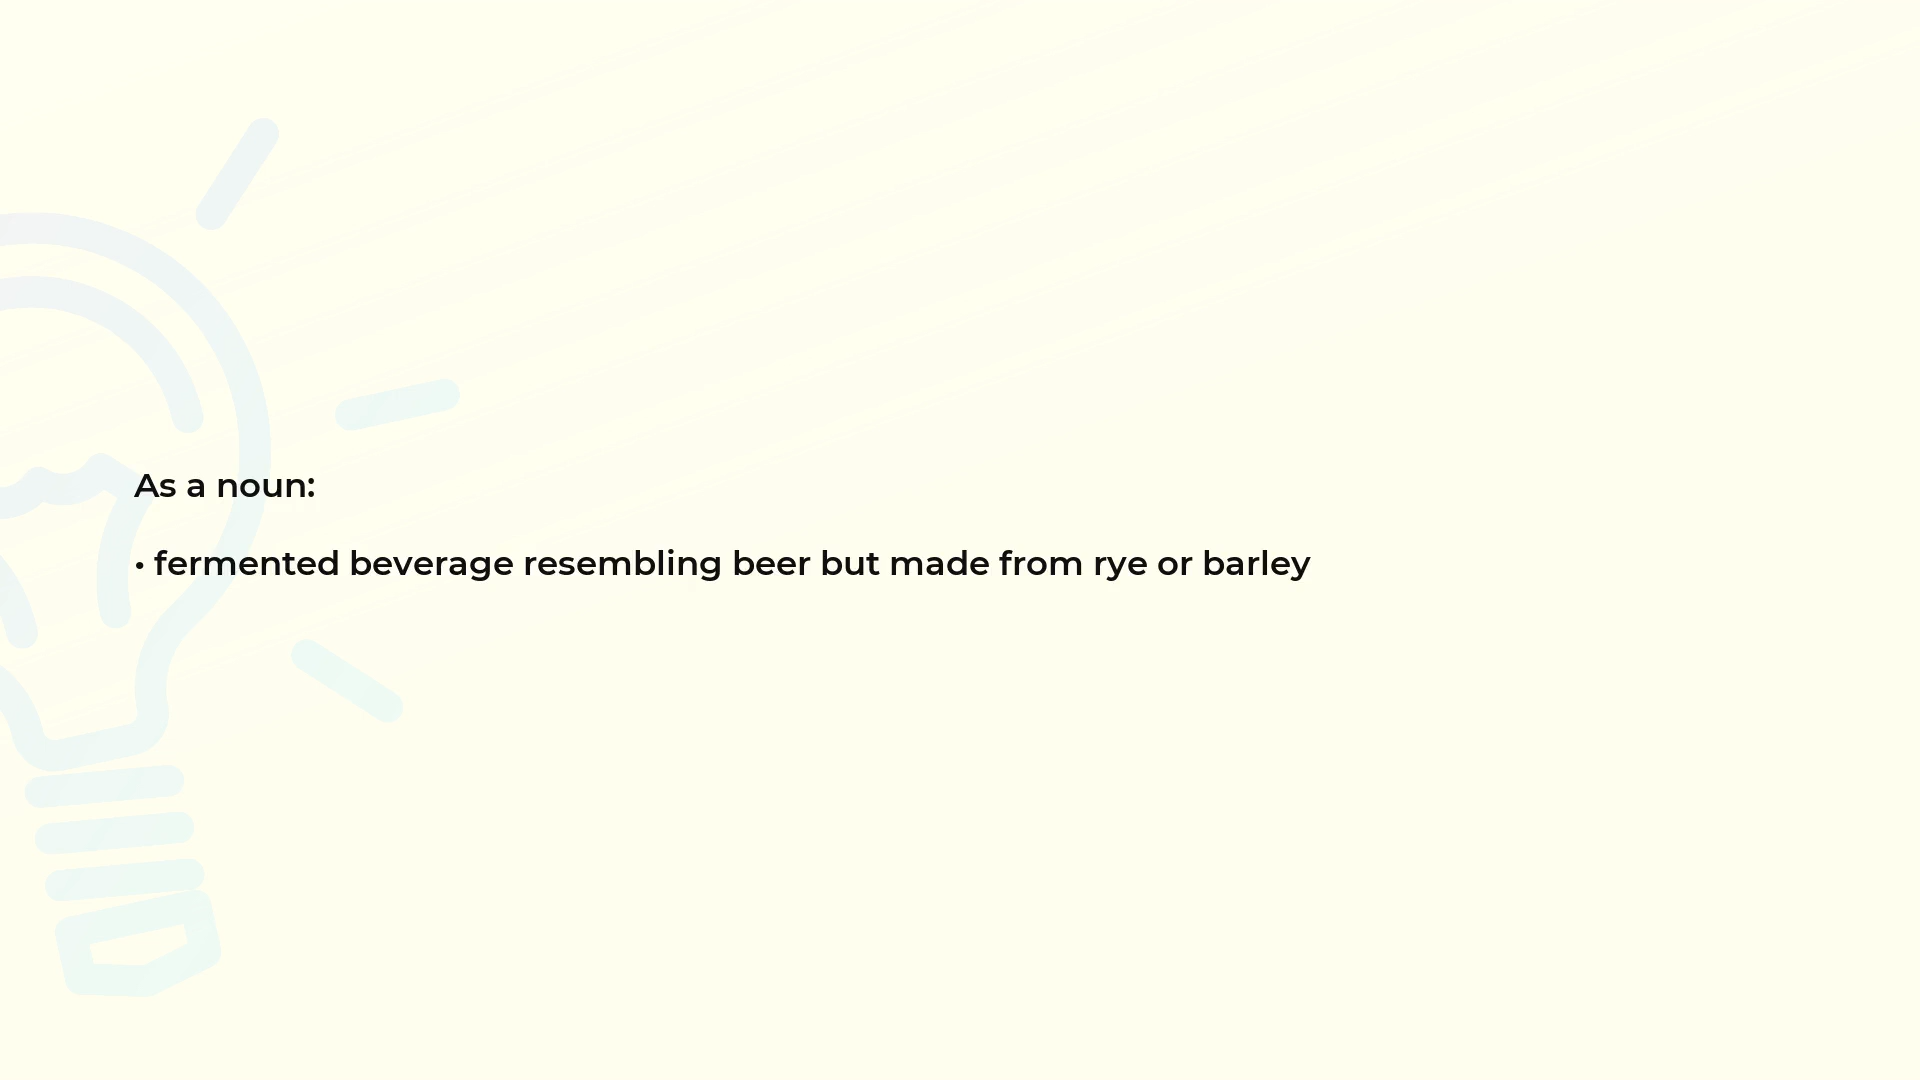 As a noun:
• fermented beverage resembling beer but made from rye or barley